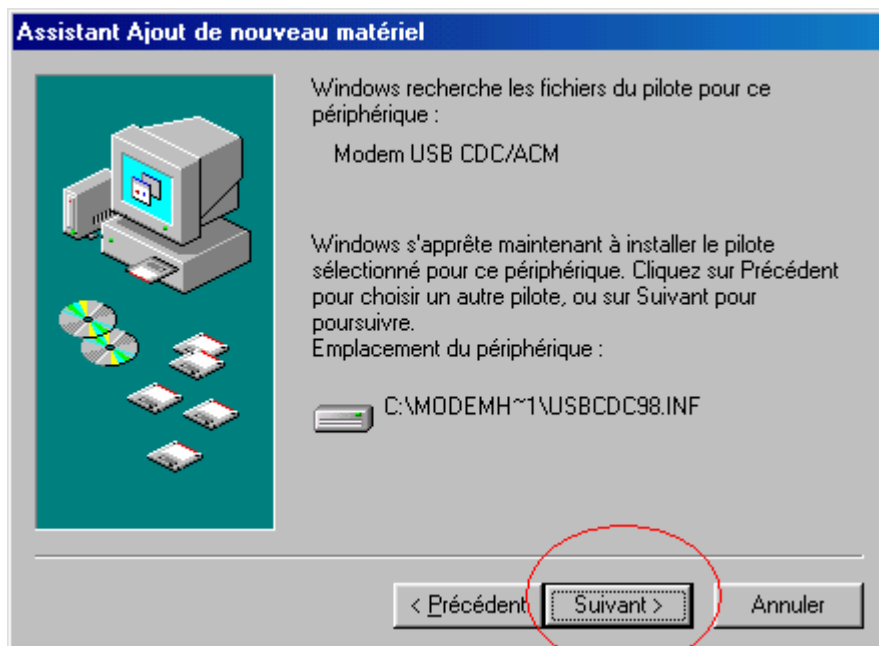 Assistant Ajout de nouveau matériel
Windows recherche les fichiers du pilote pour ce
périphérique :
Modem USB CDC/ACM
Windows s'apprête maintenant à installer le pilote
sélectionné pour ce périphérique. Cliquez sur Précédent
pour choisir un autre pilote, ou sur Suivant pour
poursuivre.
Emplacement du périphérique :
C:\MODEMH~1\USBCDC98.INF
< Précédent
Suivant >
Annuler